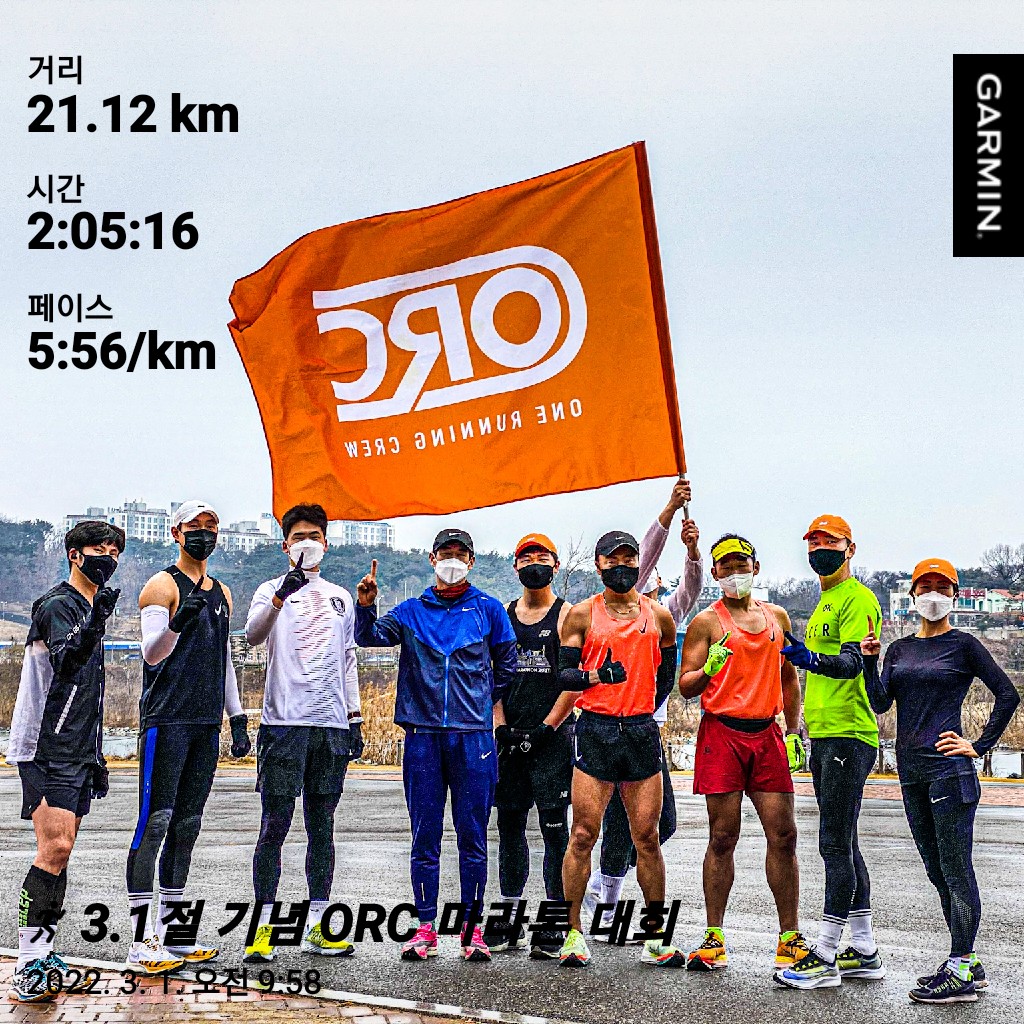 거리
21.12 km
시간
2:05:16
페이스
5:56/km
GARMIN
ORC
ONE RUNNING CREW
3.1절 기념 ORC 마라톤 대회
2022. 3. 1. 오전 9:58